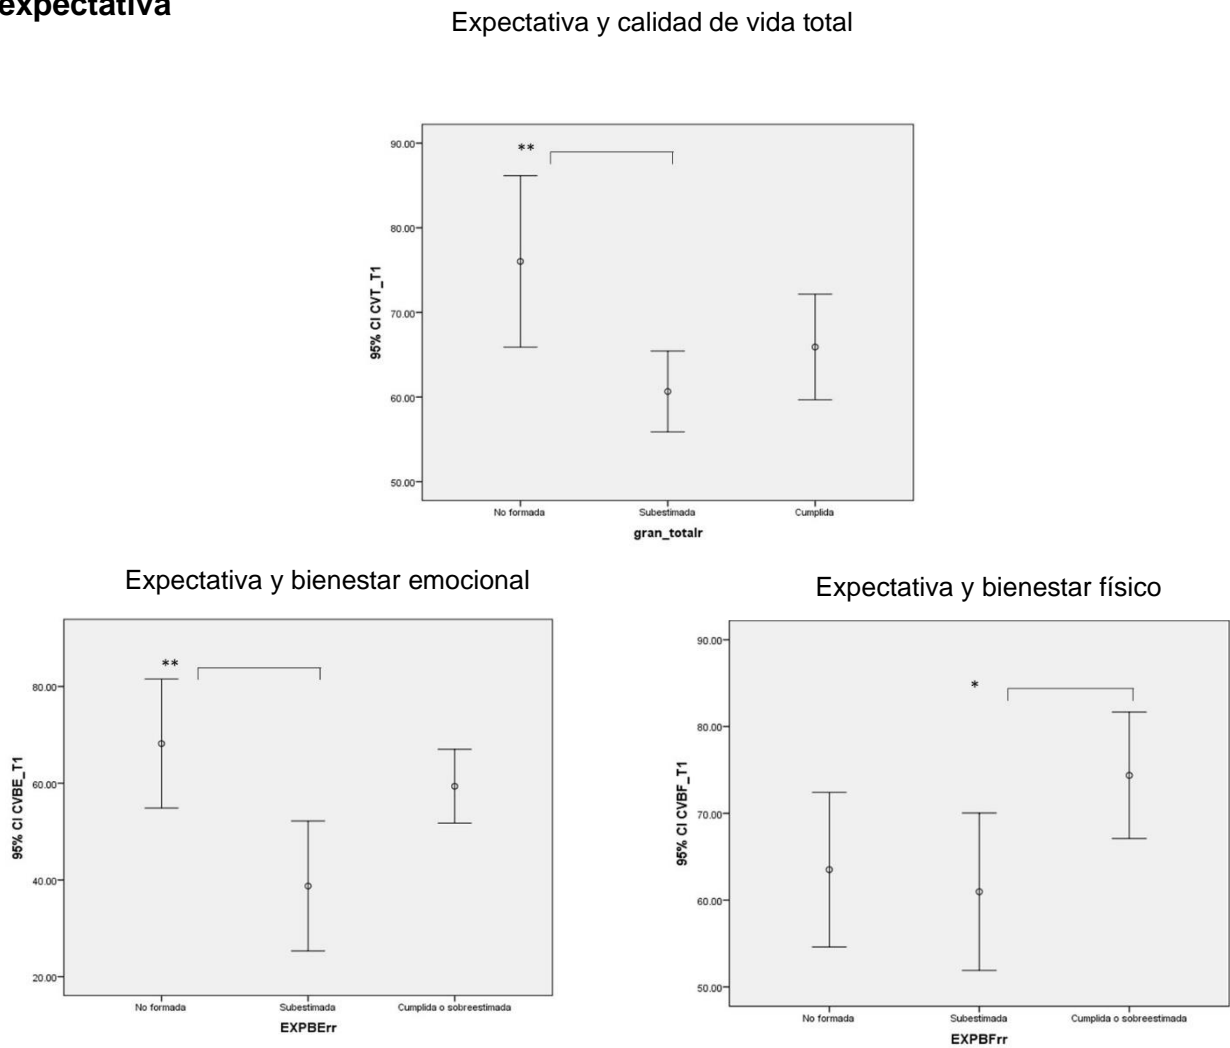 expectativa
Expectativa y calidad de vida total
90.00
**
80.00
70.00
60.00
50.00
95% CI CVT_T1
No formada
Subestimada
Cumplida
gran_totalr
Expectativa y bienestar emocional
**
80.00
60.00
40.00
20.00
95% CI CVBE_T1
No formada
Subestimada
Cumplida o sobreestimada
EXPBErr
Expectativa y bienestar físico
90.00
*
80.00
70.00
60.00
50.00
95% CI CVBF_T1
No formada
Subestimada
Cumplida o sobreestimada
EXPBFrr